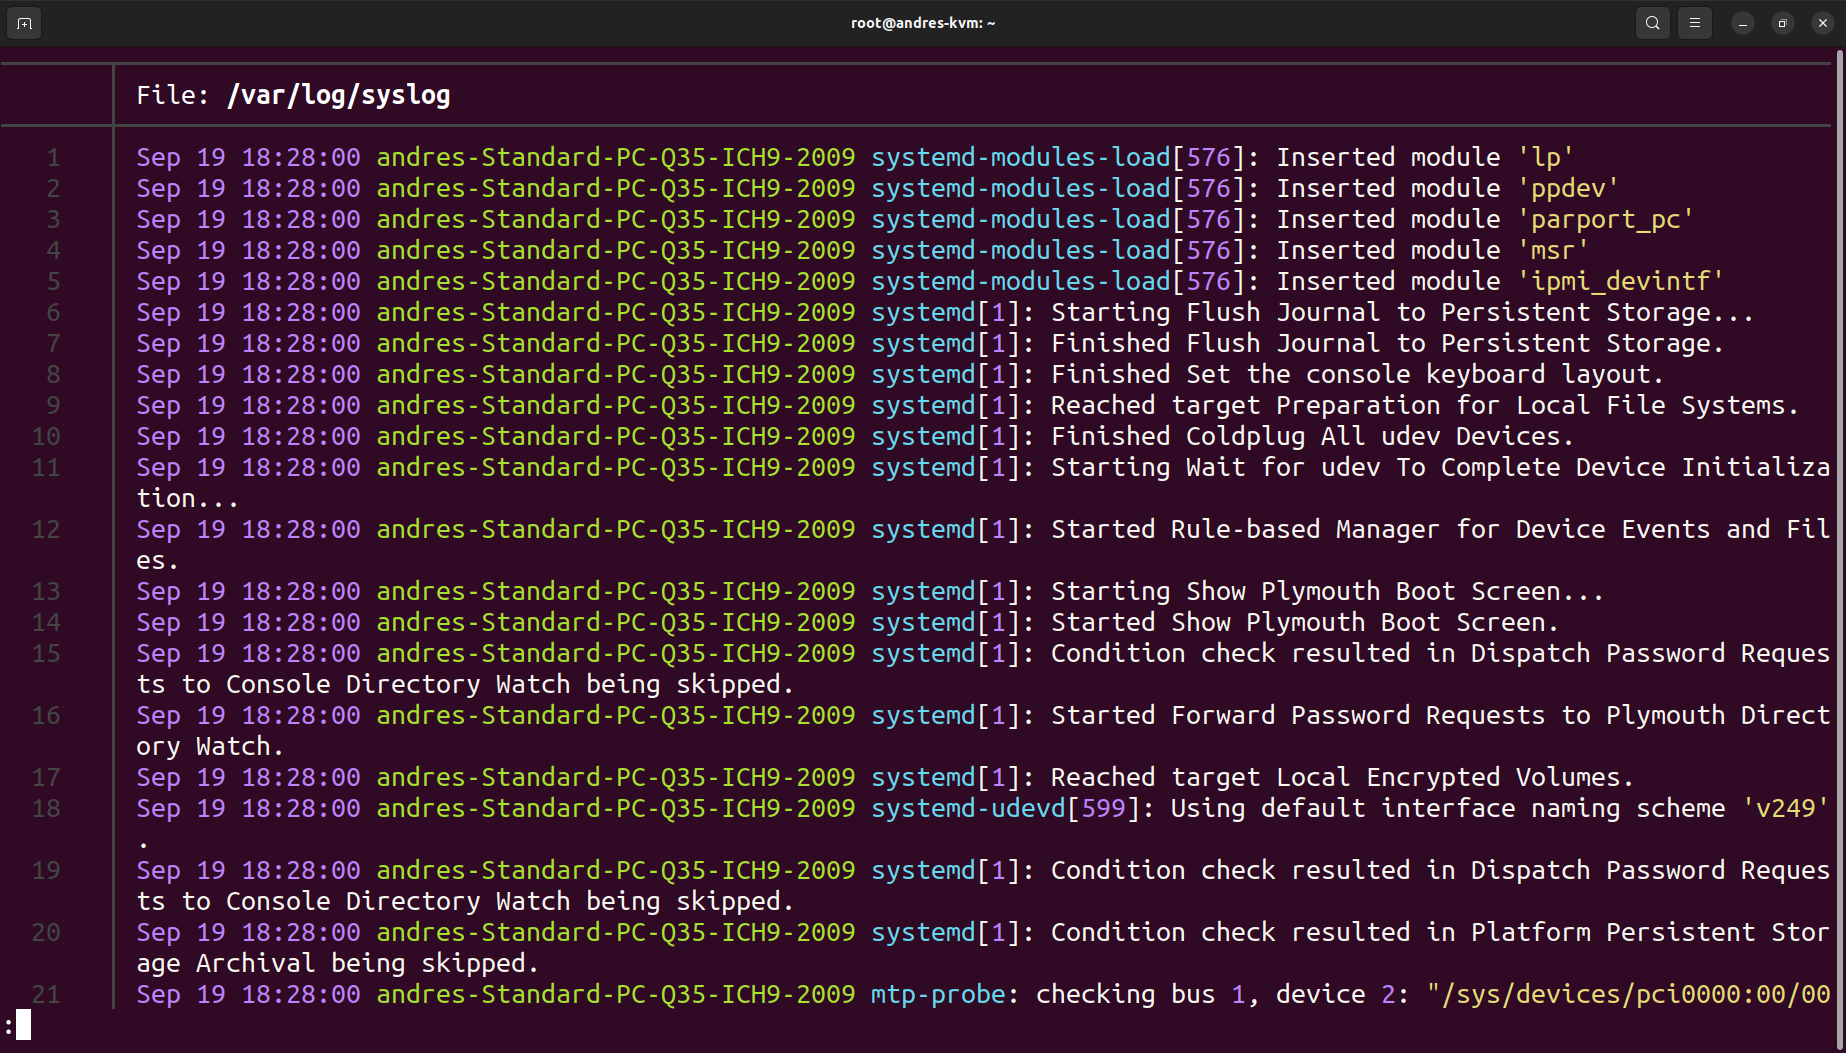 root@andres-kvm: ~
File: /var/log/syslog
1 Sep 19 18:28:00 andres-Standard-PC-Q35-ICH9-2009 systemd-modules-load[576]: Inserted module 'lp'
2 Sep 19 18:28:00 andres-Standard-PC-Q35-ICH9-2009 systemd-modules-load[576]: Inserted module 'ppdev'
3 Sep 19 18:28:00 andres-Standard-PC-Q35-ICH9-2009 systemd-modules-load[576]: Inserted module 'parport_pc'
4 Sep 19 18:28:00 andres-Standard-PC-Q35-ICH9-2009 systemd-modules-load[576]: Inserted module 'msr'
5 Sep 19 18:28:00 andres-Standard-PC-Q35-ICH9-2009 systemd-modules-load[576]: Inserted module 'ipmi_devintf'
6 Sep 19 18:28:00 andres-Standard-PC-Q35-ICH9-2009 systemd[1]: Starting Flush Journal to Persistent Storage...
7 Sep 19 18:28:00 andres-Standard-PC-Q35-ICH9-2009 systemd[1]: Finished Flush Journal to Persistent Storage.
8 Sep 19 18:28:00 andres-Standard-PC-Q35-ICH9-2009 systemd[1]: Finished Set the console keyboard layout.
9 Sep 19 18:28:00 andres-Standard-PC-Q35-ICH9-2009 systemd[1]: Reached target Preparation for Local File Systems.
10 Sep 19 18:28:00 andres-Standard-PC-Q35-ICH9-2009 systemd[1]: Finished Coldplug All udev Devices.
11 Sep 19 18:28:00 andres-Standard-PC-Q35-ICH9-2009 systemd[1]: Starting Wait for udev To Complete Device Initializa
tion...
12 Sep 19 18:28:00 andres-Standard-PC-Q35-ICH9-2009 systemd[1]: Started Rule-based Manager for Device Events and Fil
es.
13 Sep 19 18:28:00 andres-Standard-PC-Q35-ICH9-2009 systemd[1]: Starting Show Plymouth Boot Screen...
14 Sep 19 18:28:00 andres-Standard-PC-Q35-ICH9-2009 systemd[1]: Started Show Plymouth Boot Screen.
15 Sep 19 18:28:00 andres-Standard-PC-Q35-ICH9-2009 systemd[1]: Condition check resulted in Dispatch Password Reques
ts to Console Directory Watch being skipped.
16 Sep 19 18:28:00 andres-Standard-PC-Q35-ICH9-2009 systemd[1]: Started Forward Password Requests to Plymouth Direct
ory Watch.
17 Sep 19 18:28:00 andres-Standard-PC-Q35-ICH9-2009 systemd[1]: Reached target Local Encrypted Volumes.
18 Sep 19 18:28:00 andres-Standard-PC-Q35-ICH9-2009 systemd-udevd[599]: Using default interface naming scheme 'v249'
.
19 Sep 19 18:28:00 andres-Standard-PC-Q35-ICH9-2009 systemd[1]: Condition check resulted in Dispatch Password Reques
ts to Console Directory Watch being skipped.
20 Sep 19 18:28:00 andres-Standard-PC-Q35-ICH9-2009 systemd[1]: Condition check resulted in Platform Persistent Stor
age Archival being skipped.
21 Sep 19 18:28:00 andres-Standard-PC-Q35-ICH9-2009 mtp-probe: checking bus 1, device 2: "/sys/devices/pci0000:00/00
: